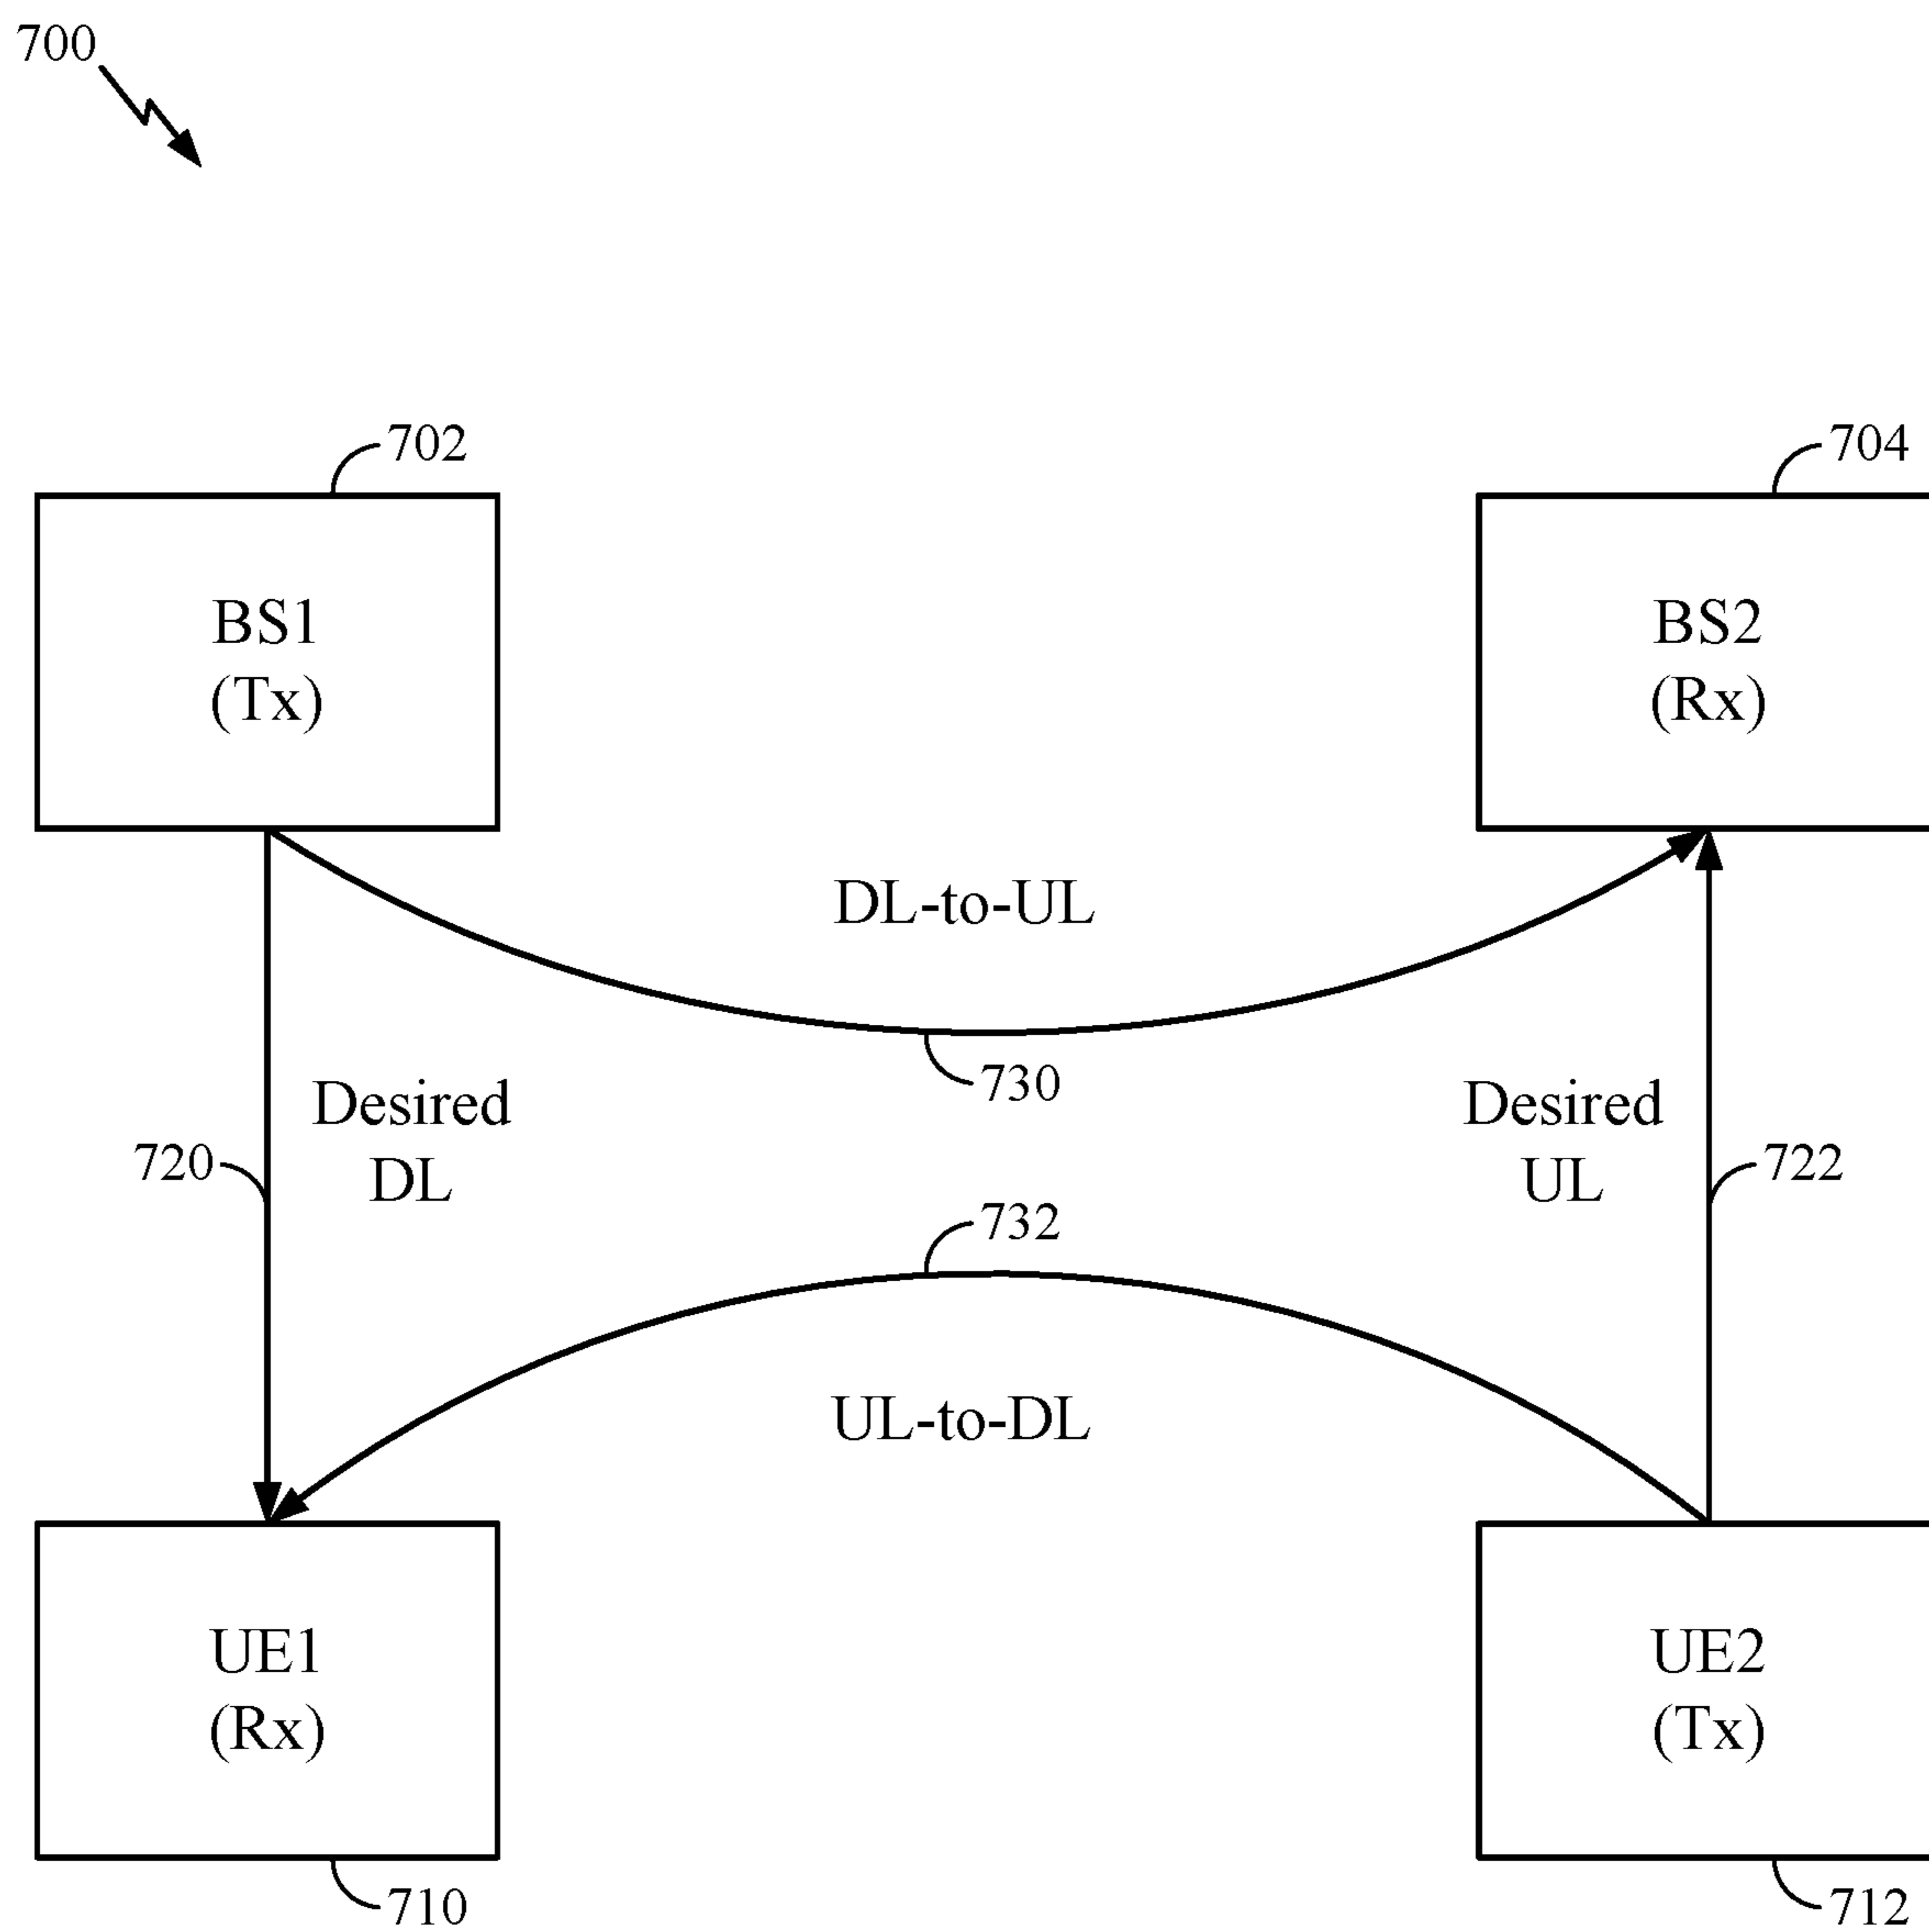 700
702
704
BS1
(Tx)
BS2
(Rx)
DL-to-UL
730
Desired
DL
720
Desired
UL
722
732
UL-to-DL
UE1
(Rx)
UE2
(Tx)
710
712